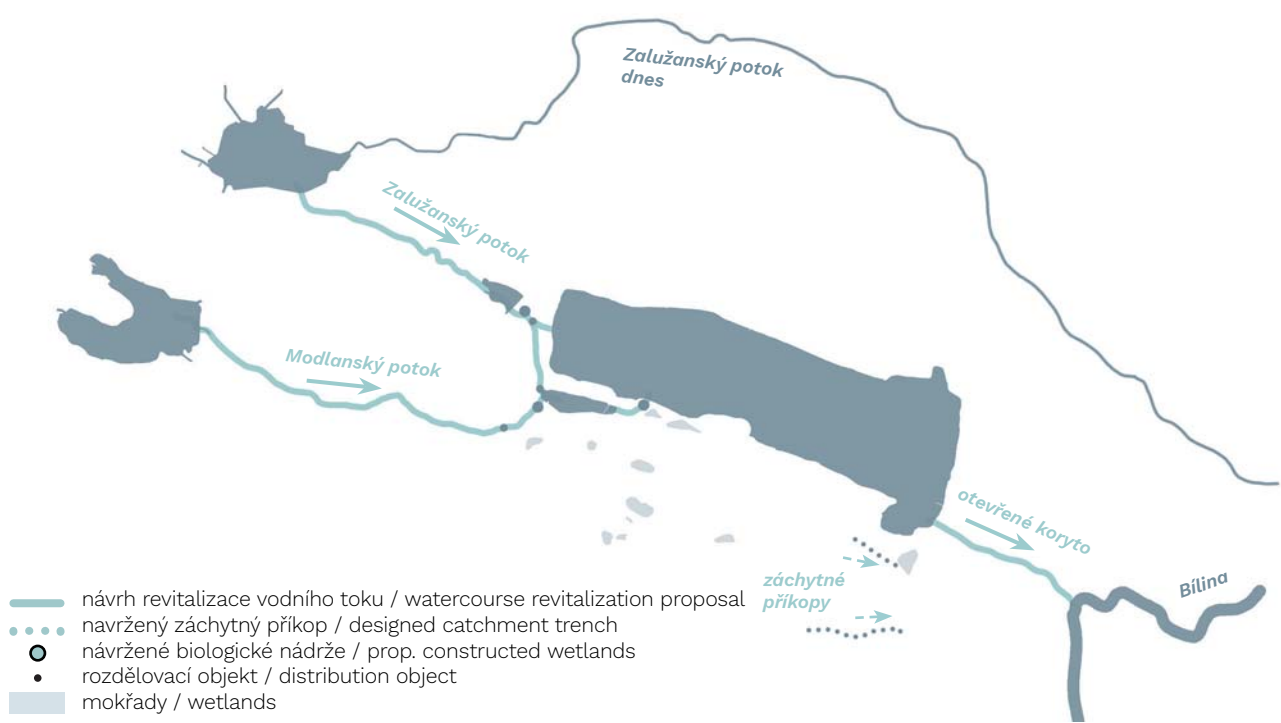 Zalužanský potok
dnes
Zalužanský potok
Modlanský potok
otevřené koryto
Bílina
záchytné
příkopy
návrh revitalizace vodního toku / watercourse revitalization proposal
navržený záchytný příkop / designed catchment trench
návržené biologické nádrže / prop. constructed wetlands
rozdělovací objekt / distribution object
mokřady / wetlands